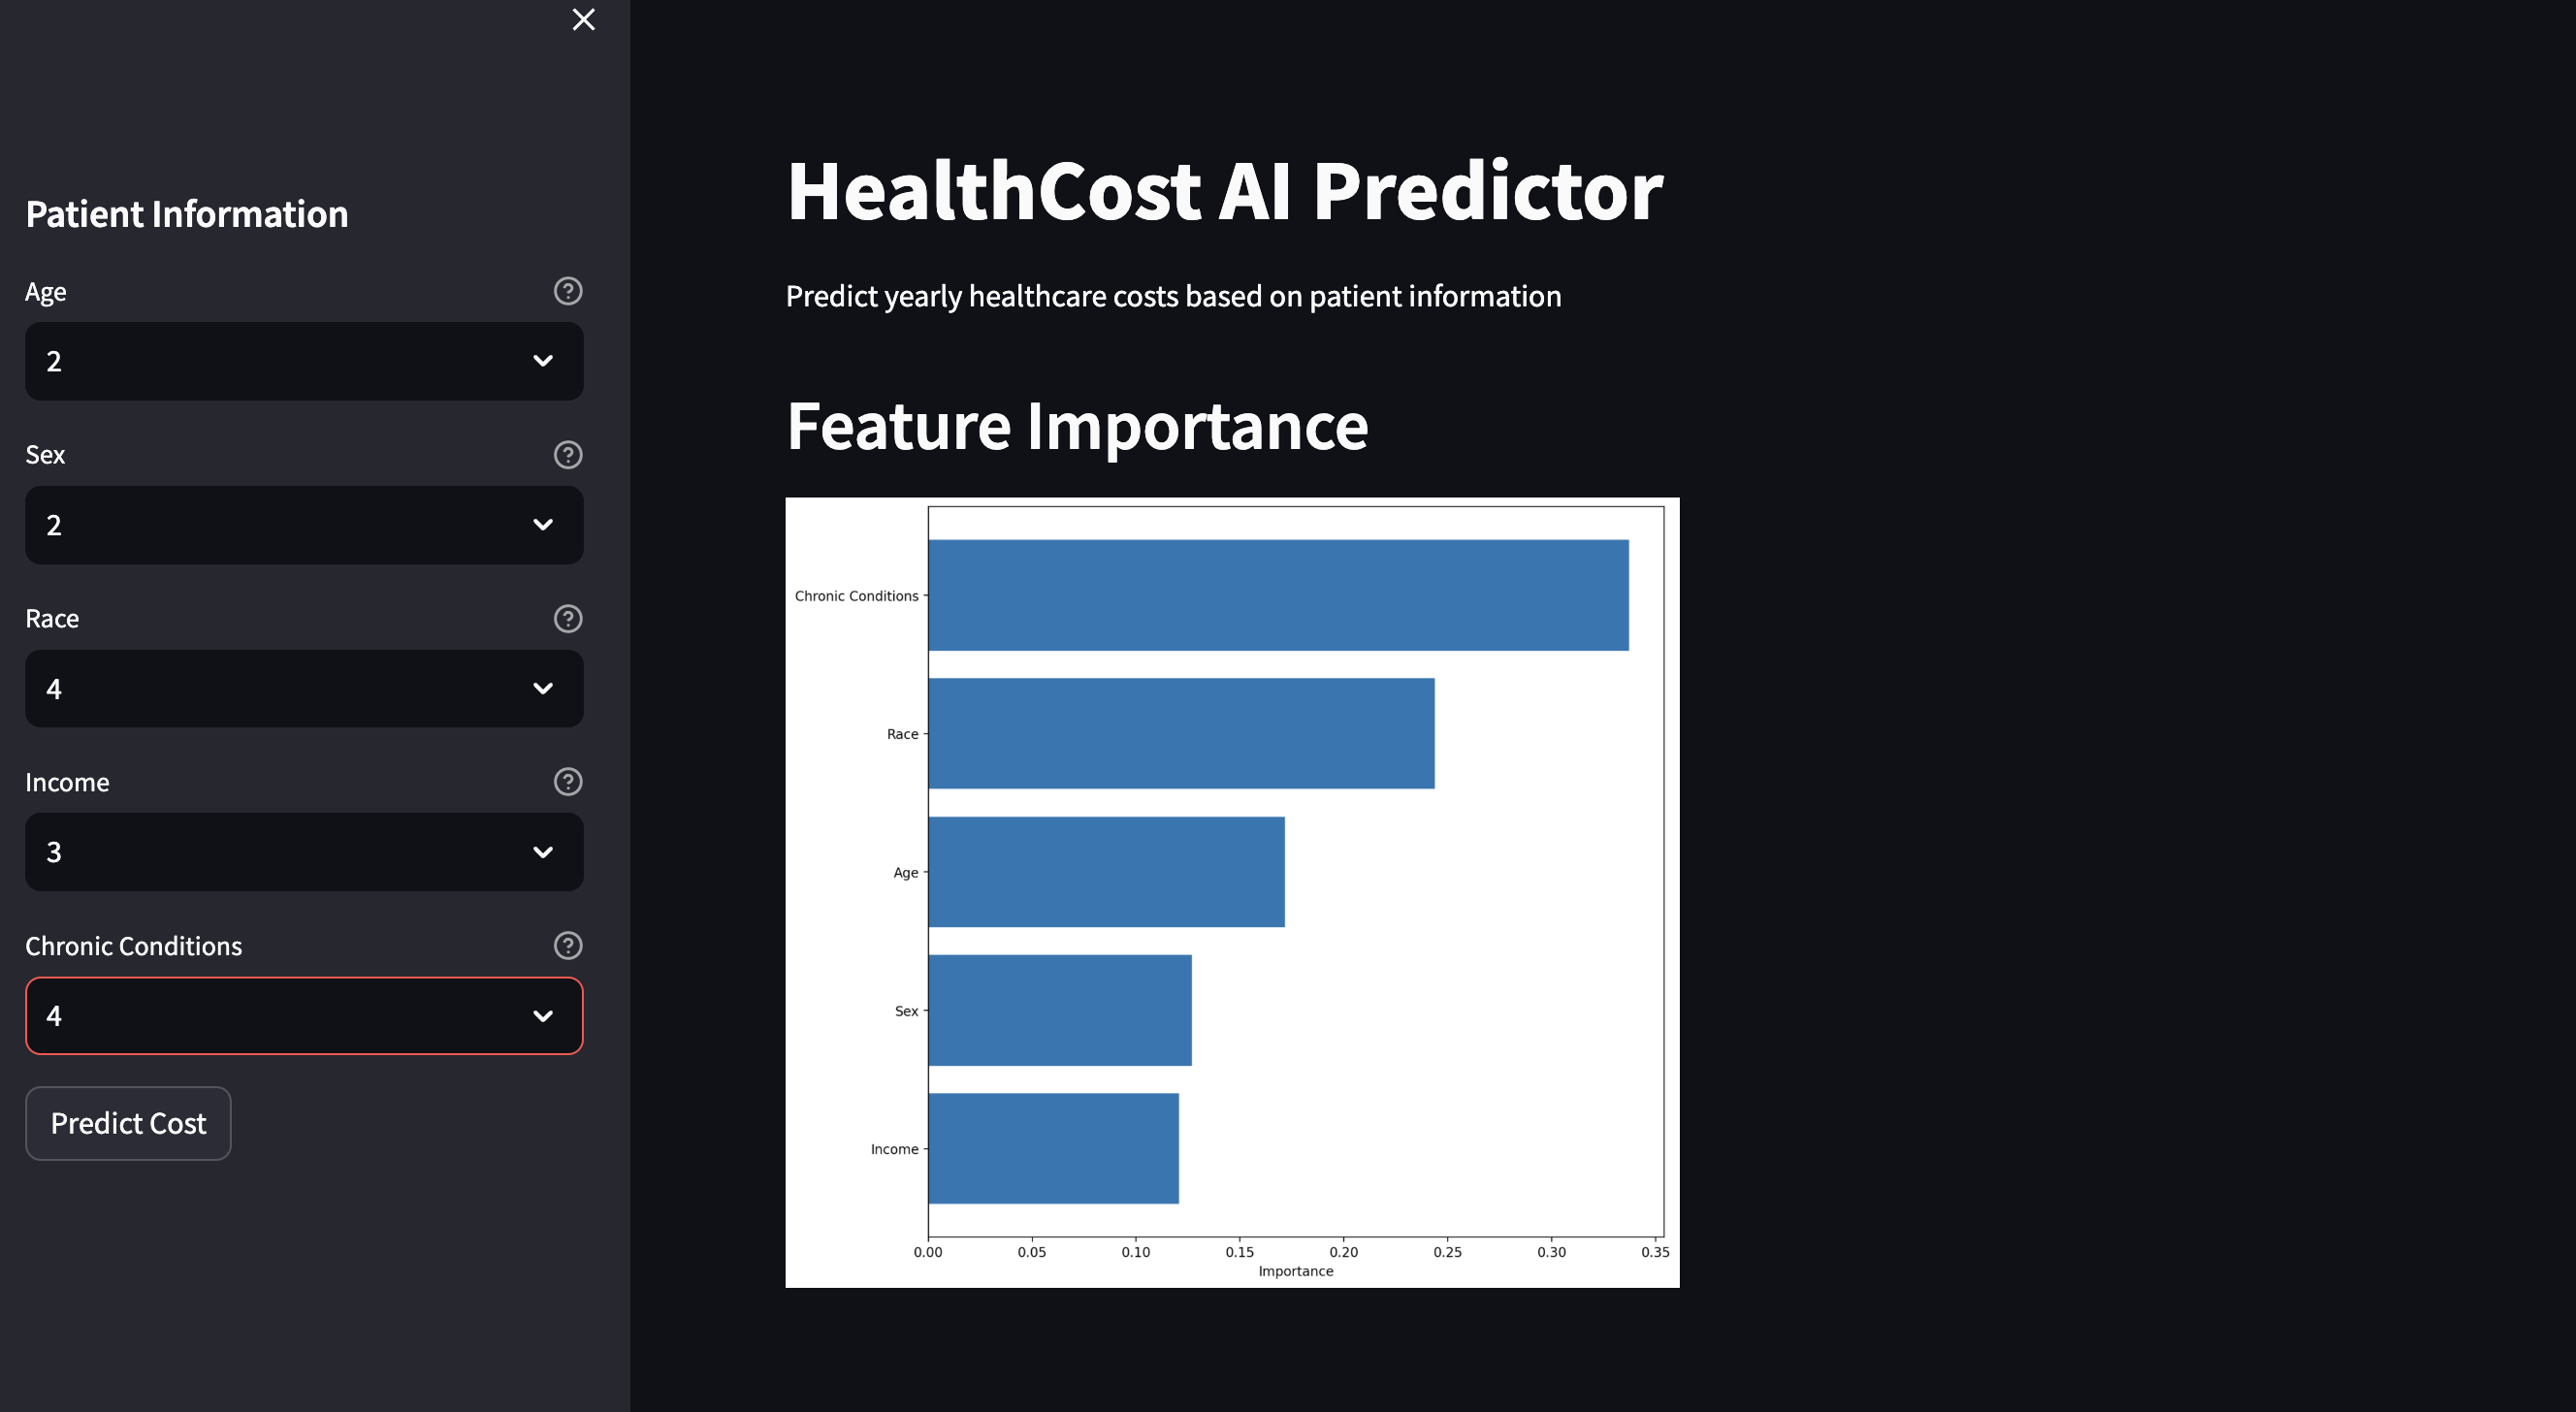 Patient Information
Age
2
Sex
2
Race
4
Income
3
Chronic Conditions
4
Predict Cost
HealthCost AI Predictor
Predict yearly healthcare costs based on patient information
Feature Importance
Chronic Conditions
Race
Age
Sex
Income
0.00 0.05 0.10 0.15 0.20 0.25 0.30 0.35
Importance